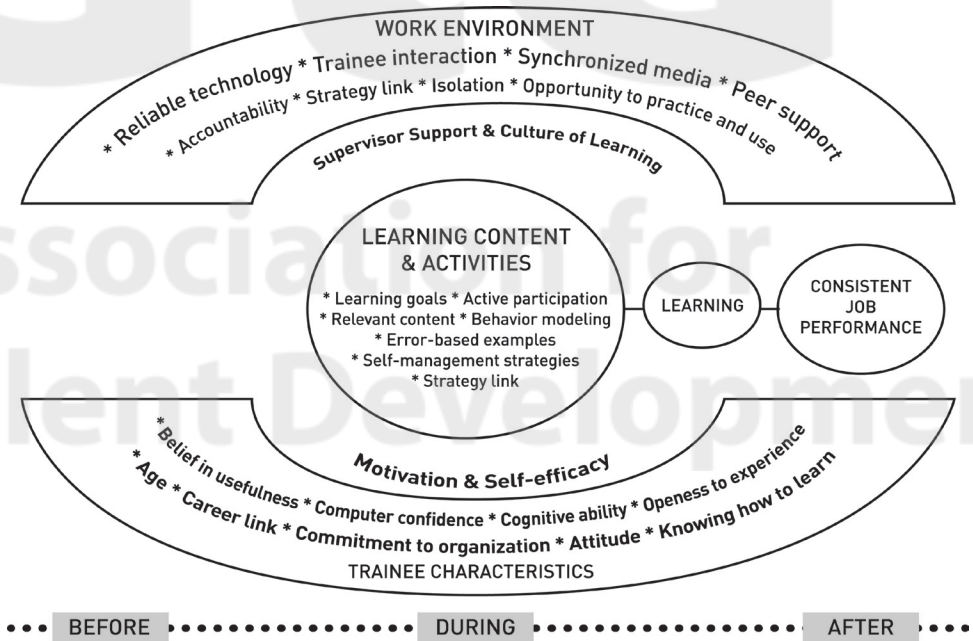 WORK ENVIRONMENT
* Reliable technology * Trainee interaction * Synchronized media * Peer support
* Accountability * Strategy link * Isolation * Opportunity to practice and use
Supervisor Support & Culture of Learning
LEARNING CONTENT
& ACTIVITIES
* Learning goals * Active participation
* Relevant content * Behavior modeling
* Error-based examples
* Self-management strategies
* Strategy link
LEARNING
CONSISTENT
JOB
PERFORMANCE
Motivation & Self-efficacy
* Belief in usefulness * Computer confidence * Cognitive ability * Openess to experience
* Age * Career link * Commitment to organization * Attitude * Knowing how to learn
TRAINEE CHARACTERISTICS
BEFORE
DURING
AFTER
ssociation for
lent Developmen